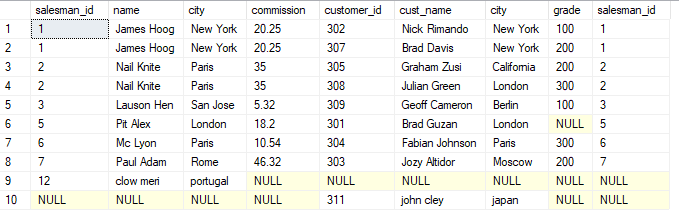 salesman_id name city commission customer_id cust_name city grade salesman_id
1 1 James Hoog New York 20.25 302 Nick Rimando New York 100 1
2 1 James Hoog New York 20.25 307 Brad Davis New York 200 1
3 2 Nail Knite Paris 35 305 Graham Zusi California 200 2
4 2 Nail Knite Paris 35 308 Julian Green London 300 2
5 3 Lauson Hen San Jose 5.32 309 Geoff Cameron Berlin 100 3
6 5 Pit Alex London 18.2 301 Brad Guzan London NULL 5
7 6 Mc Lyon Paris 10.54 304 Fabian Johnson Paris 300 6
8 7 Paul Adam Rome 46.32 303 Jozy Altidor Moscow 200 7
9 12 clow meri portugal NULL NULL NULL NULL NULL NULL
10 NULL NULL NULL NULL 311 john cley japan NULL NULL